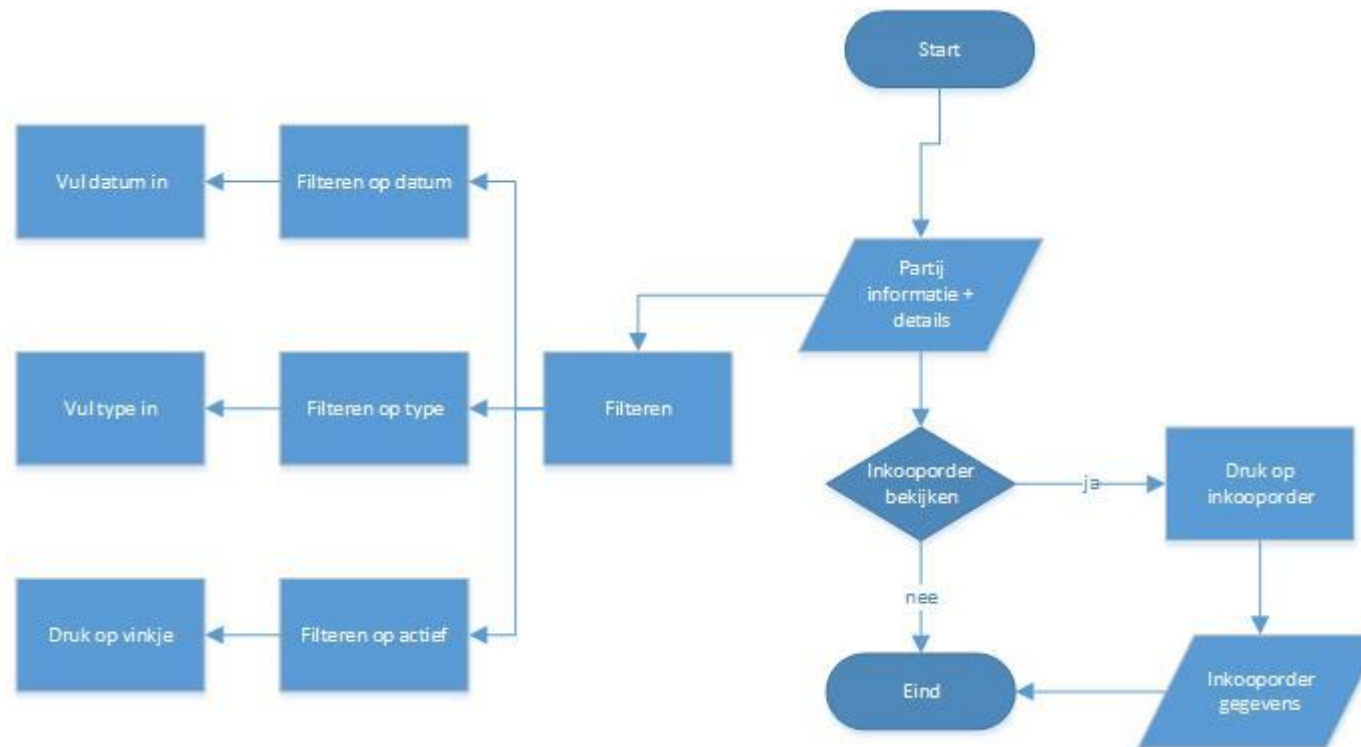 Start
Vul datum in
Filteren op datum
Partij
informatie +
details
Vul type in
Filteren op type
Filteren
Inkooporder
bekijken
ja
Druk op
inkooporder
nee
Druk op vinkje
Filteren op actief
Eind
Inkooporder
gegevens